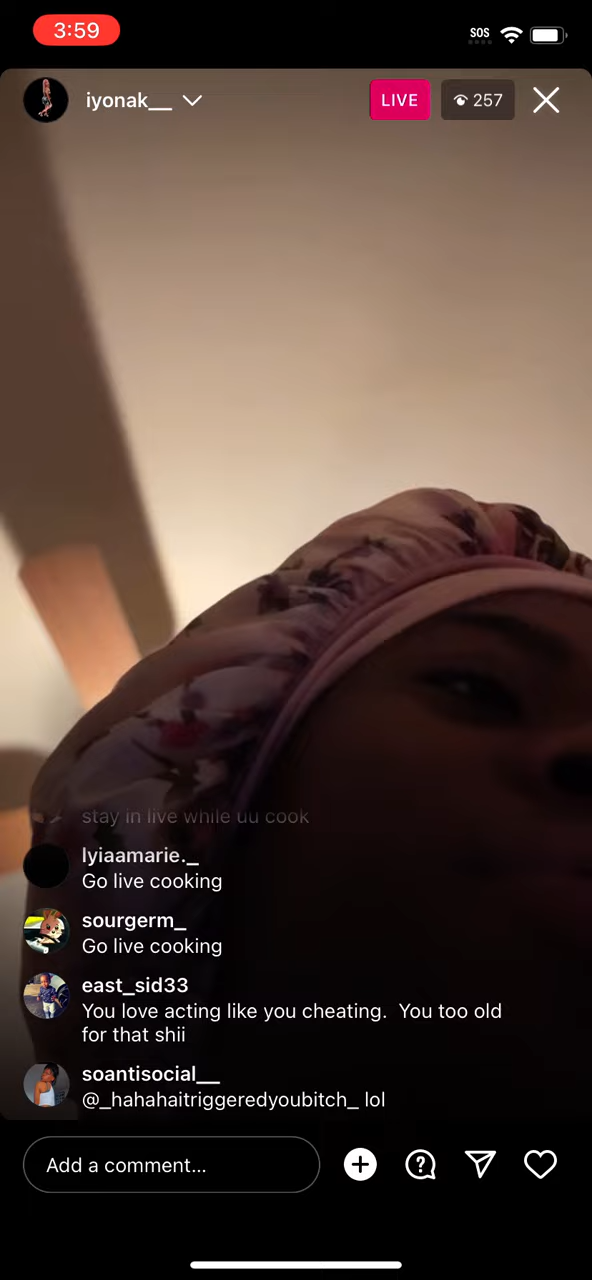 3:59
SOS
iyonak__
LIVE
257
stay in live while uu cook
lyiaamarie._
Go live cooking
sourgerm_
Go live cooking
east_sid33
You love acting like you cheating.  You too old
for that shii
soantisocial__
@_hahahaitriggeredyoubitch_ lol
Add a comment...